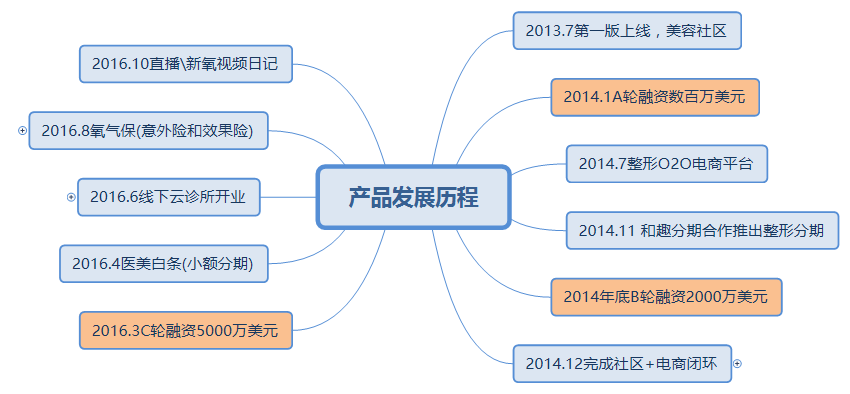 产品发展历程
2013.7第一版上线，美容社区
2014.1A轮融资数百万美元
2014.7整形O2O电商平台
2014.11 和趣分期合作推出整形分期
2014年底B轮融资2000万美元
2014.12完成社区+电商闭环
2016.3C轮融资5000万美元
2016.4医美白条(小额分期)
2016.6线下云诊所开业
2016.8氧气保(意外险和效果险)
2016.10直播\新氧视频日记